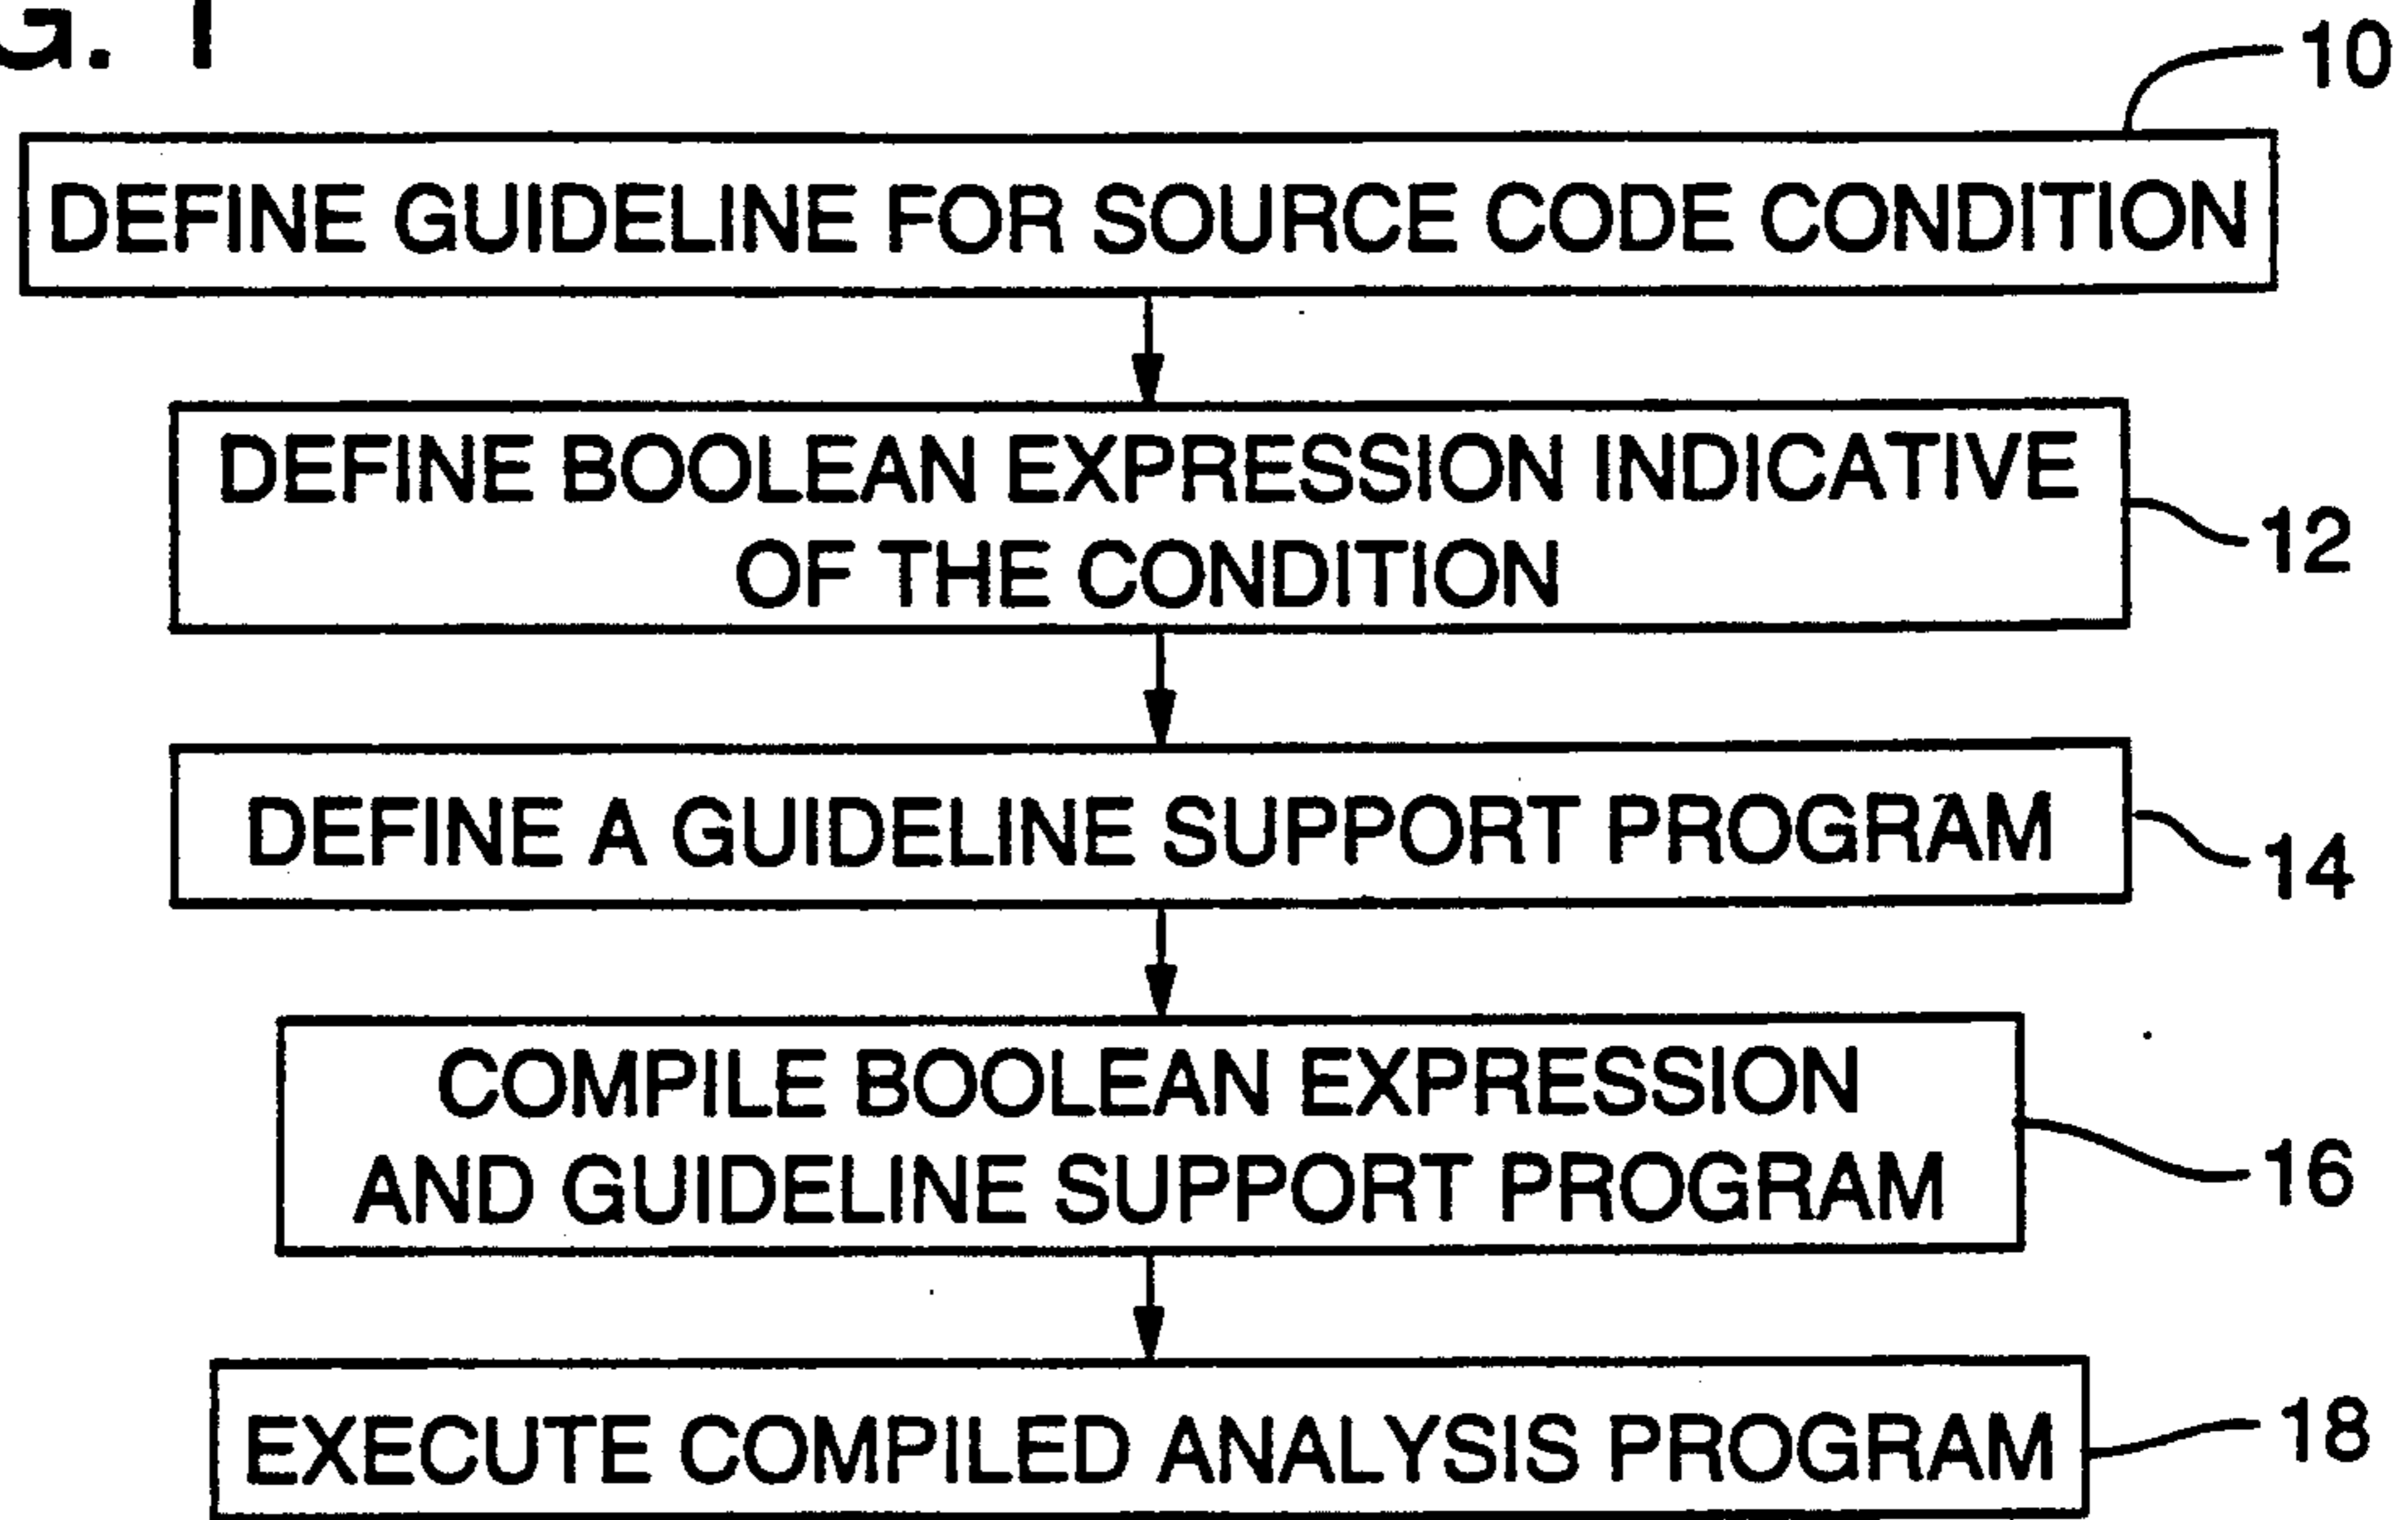 G. 1
10
DEFINE GUIDELINE FOR SOURCE CODE CONDITION
DEFINE BOOLEAN EXPRESSION INDICATIVE
OF THE CONDITION
12
DEFINE A GUIDELINE SUPPORT PROGRAM
14
COMPILE BOOLEAN EXPRESSION
AND GUIDELINE SUPPORT PROGRAM
16
EXECUTE COMPILED ANALYSIS PROGRAM
18